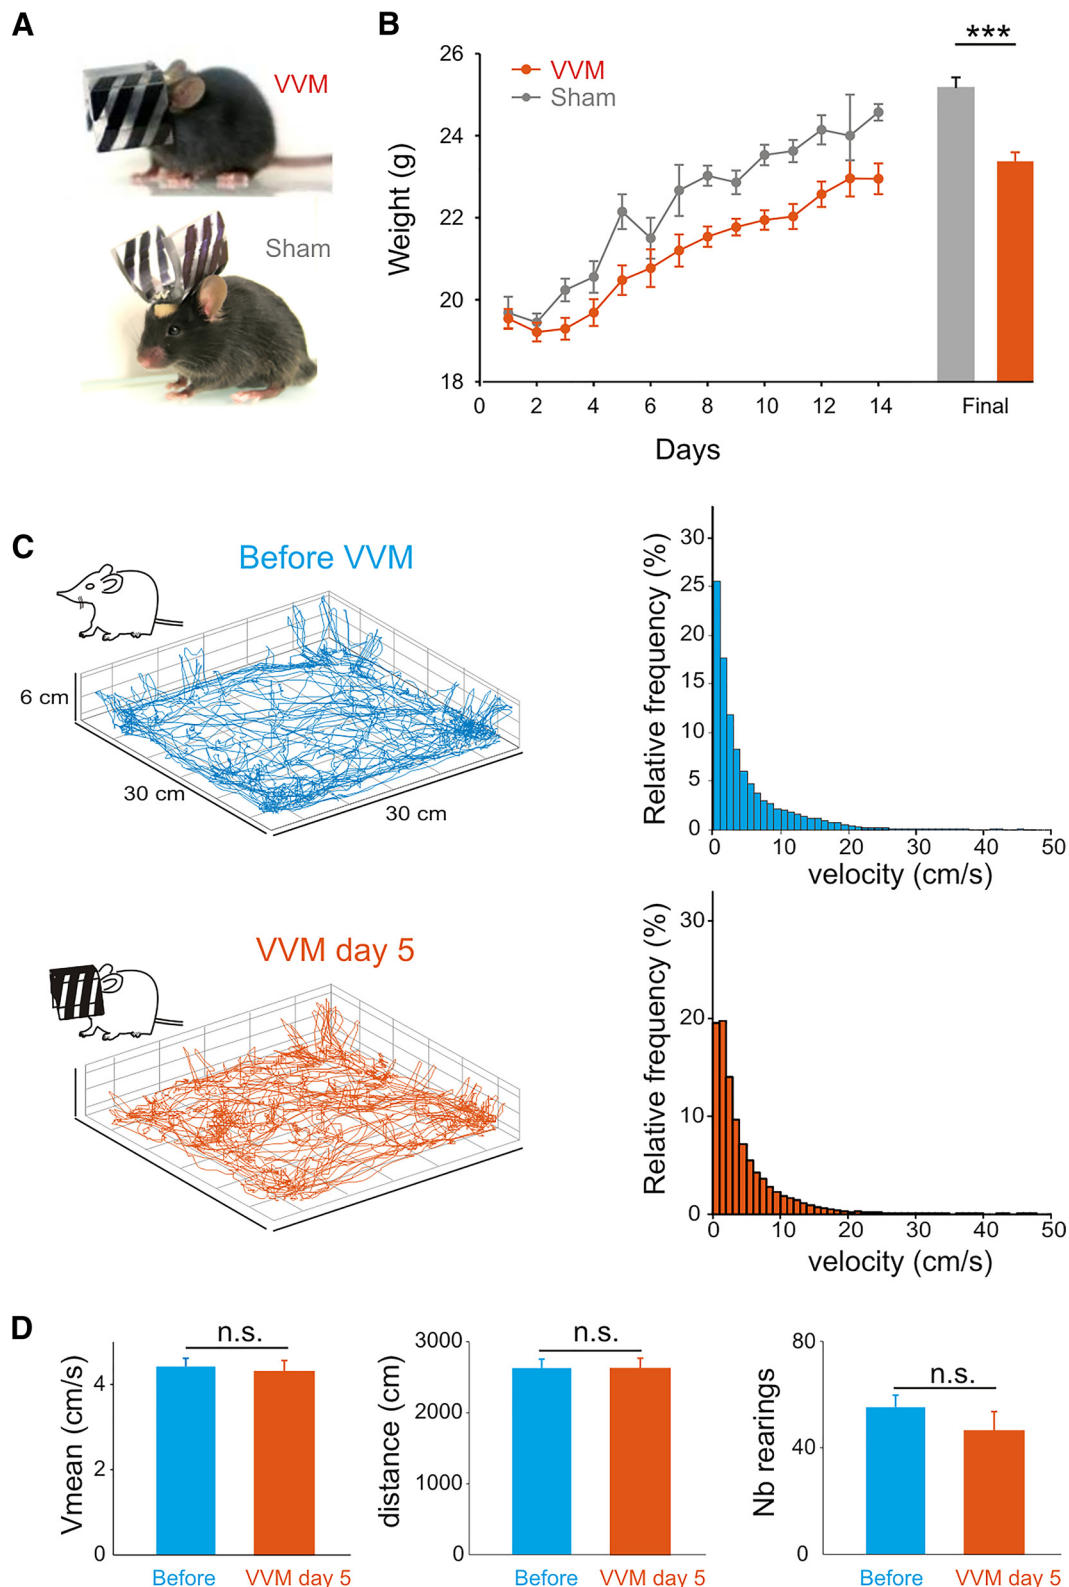 A
VVM
Sham
B
***
VVM
Sham
Weight (g)
26
24
22
20
18
0 2 4 6 8 10 12 14
Final
Days
C
Before VVM
6 cm
30 cm
30 cm
Relative frequency (%)
30
25
20
15
10
5
0
0 10 20 30 40 50
velocity (cm/s)
VVM day 5
Relative frequency (%)
30
20
10
0
0 10 20 30 40 50
velocity (cm/s)
D
n.s.
Vmean (cm/s)
4
2
0
Before VVM day 5
n.s.
distance (cm)
3000
2000
1000
0
Before VVM day 5
n.s.
Nb rearings
80
40
0
Before VVM day 5